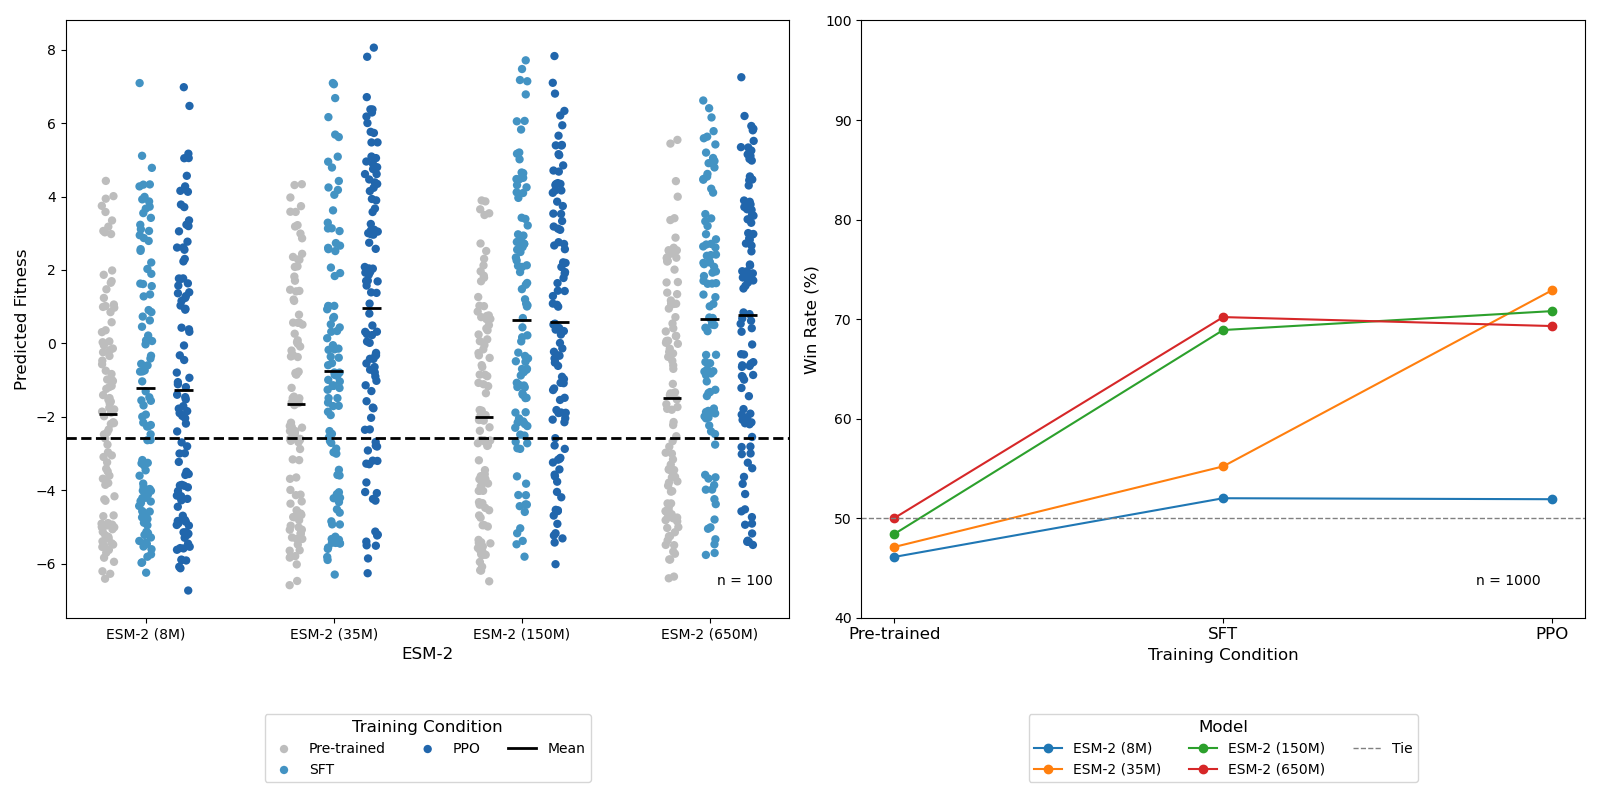 Predicted Fitness
8
6
4
2
0
−2
−4
−6
n = 100
ESM-2 (8M) ESM-2 (35M) ESM-2 (150M) ESM-2 (650M)
ESM-2
Training Condition
Pre-trained PPO Mean
SFT
Win Rate (%)
100
90
80
70
60
50
40
n = 1000
Pre-trained SFT PPO
Training Condition
Model
ESM-2 (8M) ESM-2 (150M) Tie
ESM-2 (35M) ESM-2 (650M)